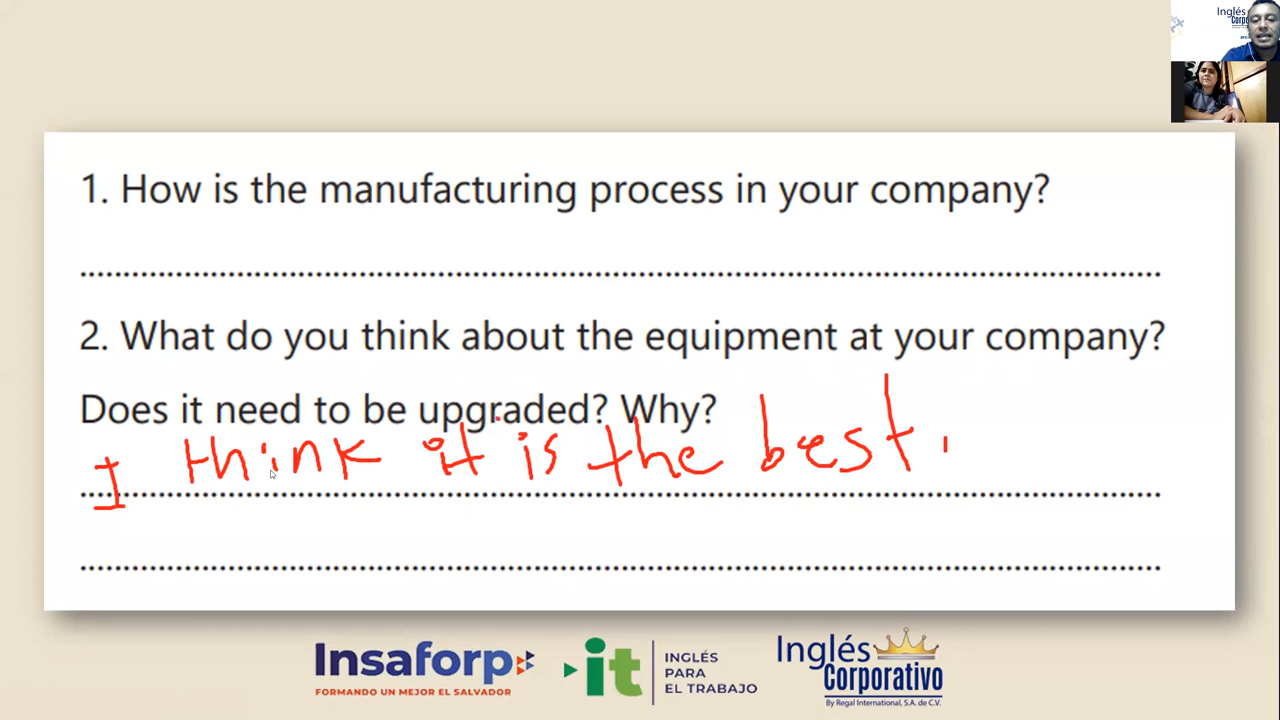 Inglés
Corpo
1. How is the manufacturing process in your company?
2. What do you think about the equipment at your company?
Does it need to be upgraded? Why?
I think it is the best.
Insaforp
FORMANDO UN MEJOR EL SALVADOR
it
INGLÉS
PARA
EL TRABAJO
Inglés
Corporativo
By Regal International, S.A. de C.V.